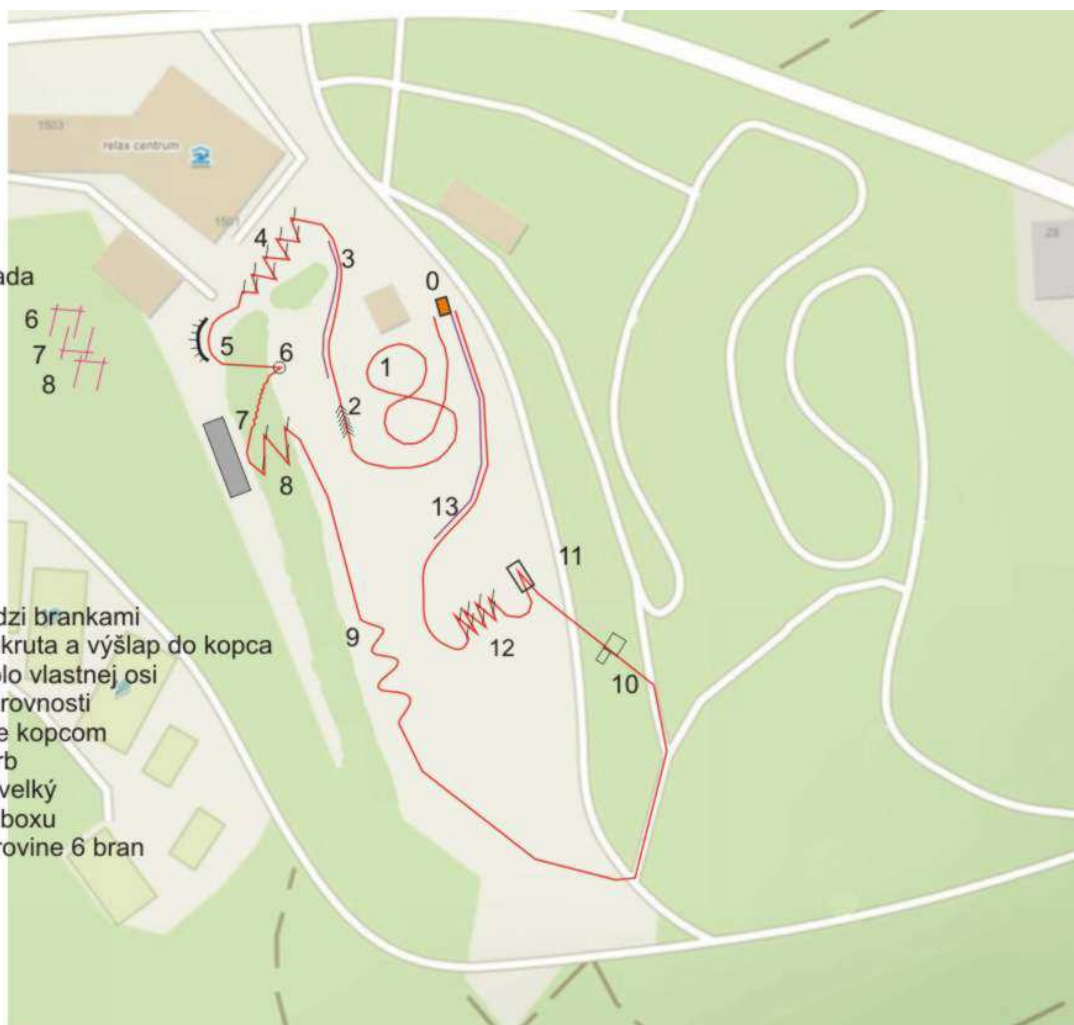 1503
relax centrum
1501
28
ada
6
7
8
0
1
2
3
4
5
6
7
8
9
10
11
12
13
dzi brankami
kruta a výšlap do kopca
olo vlastnej osi
rovnosti
e kopcom
rb
velký
boxu
rovine 6 bran